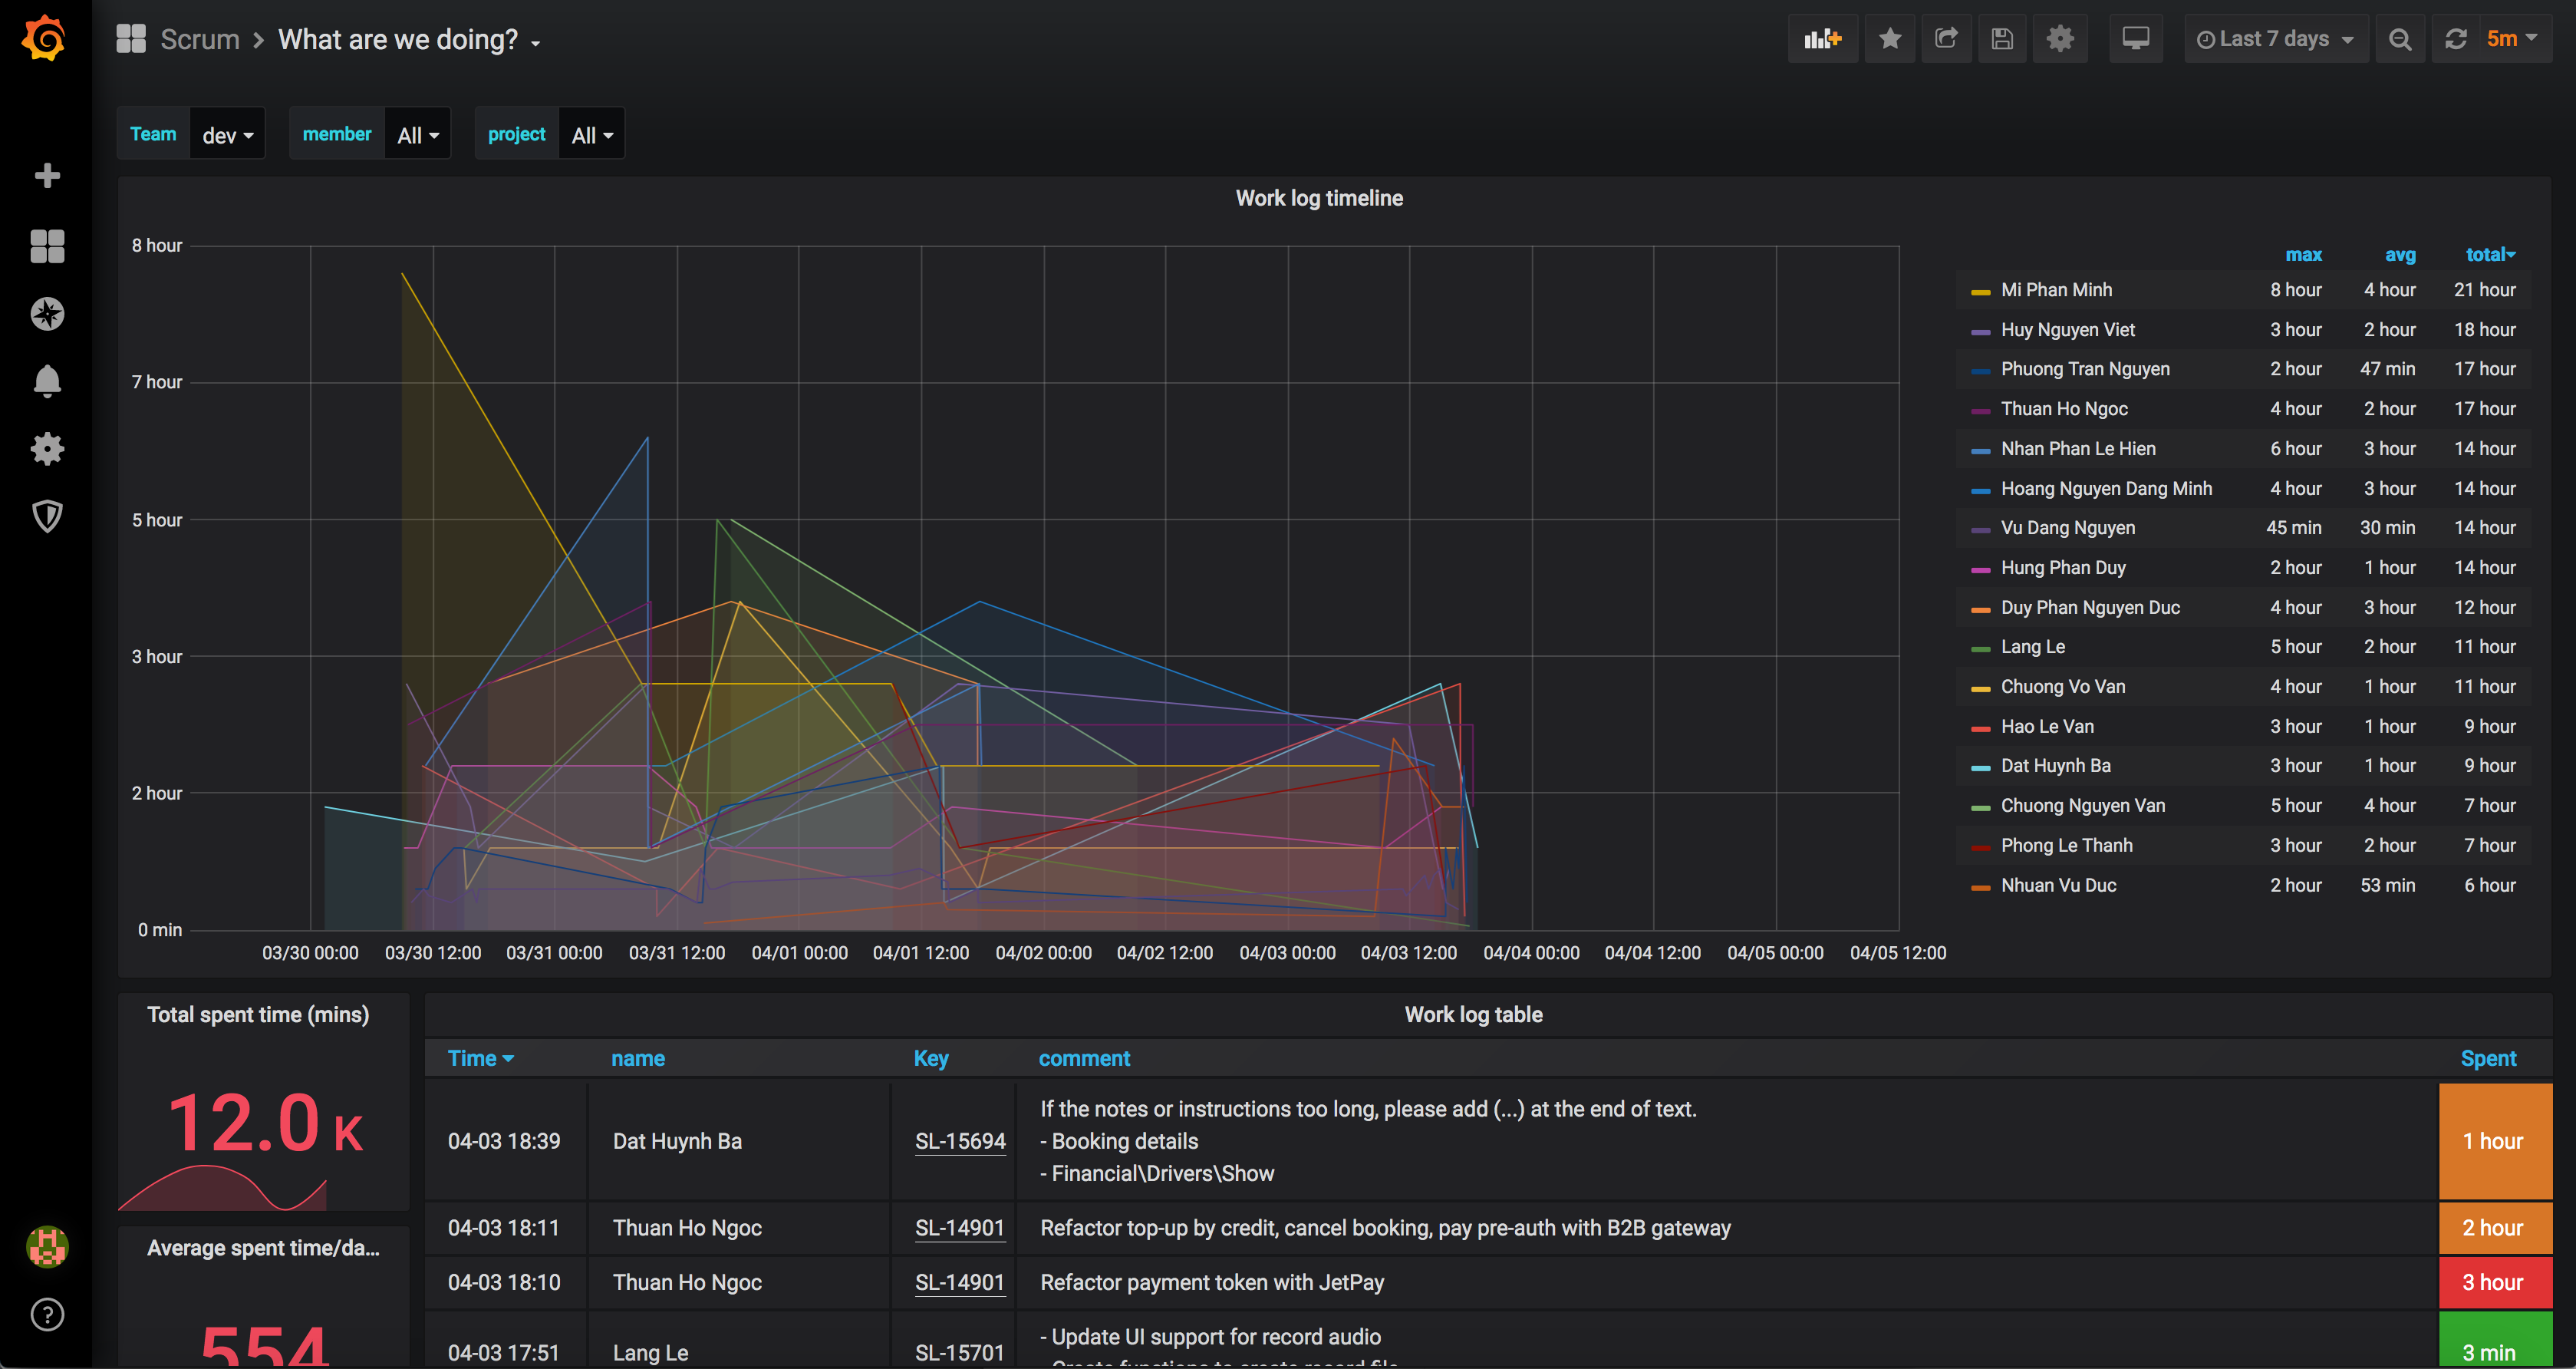 Scrum > What are we doing?
Last 7 days
5m
Team dev
member All
project All
Work log timeline
8 hour
7 hour
5 hour
3 hour
2 hour
0 min
03/30 00:00 03/30 12:00 03/31 00:00 03/31 12:00 04/01 00:00 04/01 12:00 04/02 00:00 04/02 12:00 04/03 00:00 04/03 12:00 04/04 00:00 04/04 12:00 04/05 00:00 04/05 12:00
max avg total
Mi Phan Minh 8 hour 4 hour 21 hour
Huy Nguyen Viet 3 hour 2 hour 18 hour
Phuong Tran Nguyen 2 hour 47 min 17 hour
Thuan Ho Ngoc 4 hour 2 hour 17 hour
Nhan Phan Le Hien 6 hour 3 hour 14 hour
Hoang Nguyen Dang Minh 4 hour 3 hour 14 hour
Vu Dang Nguyen 45 min 30 min 14 hour
Hung Phan Duy 2 hour 1 hour 14 hour
Duy Phan Nguyen Duc 4 hour 3 hour 12 hour
Lang Le 5 hour 2 hour 11 hour
Chuong Vo Van 4 hour 1 hour 11 hour
Hao Le Van 3 hour 1 hour 9 hour
Dat Huynh Ba 3 hour 1 hour 9 hour
Chuong Nguyen Van 5 hour 4 hour 7 hour
Phong Le Thanh 3 hour 2 hour 7 hour
Nhuan Vu Duc 2 hour 53 min 6 hour
Total spent time (mins)
12.0 K
Average spent time/da...
554
Work log table
Time name Key comment Spent
04-03 18:39 Dat Huynh Ba SL-15694 If the notes or instructions too long, please add (...) at the end of text.
- Booking details
- Financial\Drivers\Show
1 hour
04-03 18:11 Thuan Ho Ngoc SL-14901 Refactor top-up by credit, cancel booking, pay pre-auth with B2B gateway 2 hour
04-03 18:10 Thuan Ho Ngoc SL-14901 Refactor payment token with JetPay 3 hour
04-03 17:51 Lang Le SL-15701 - Update UI support for record audio
3 min